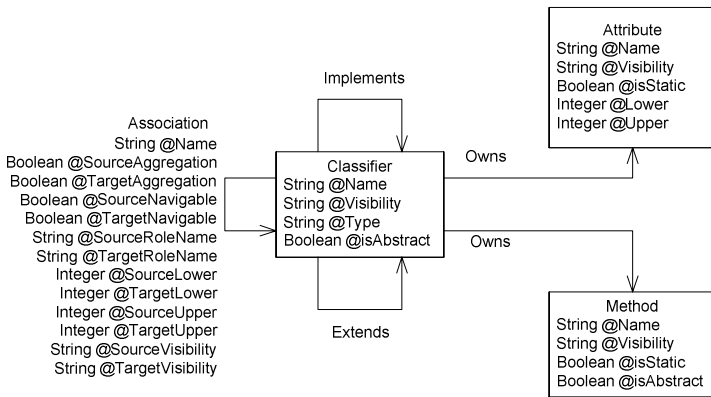 Implements
Association
String @Name
Boolean @SourceAggregation
Boolean @TargetAggregation
Boolean @SourceNavigable
Boolean @TargetNavigable
String @SourceRoleName
String @TargetRoleName
Integer @SourceLower
Integer @TargetLower
Integer @SourceUpper
Integer @TargetUpper
String @SourceVisibility
String @TargetVisibility
Classifier
String @Name
String @Visibility
String @Type
Boolean @isAbstract
Extends
Owns
Owns
Attribute
String @Name
String @Visibility
Boolean @isStatic
Integer @Lower
Integer @Upper
Method
String @Name
String @Visibility
Boolean @isStatic
Boolean @isAbstract